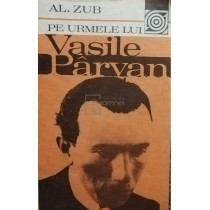 AL. ZUB
PE URMELE LUI
Vasile
Pârvan